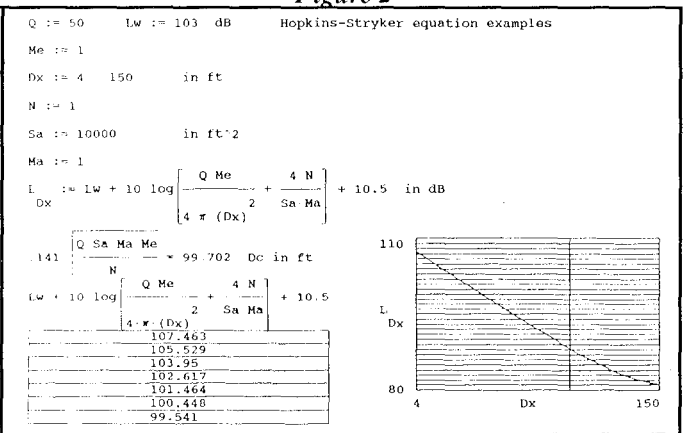 Figure 2
Q := 50 Lw := 103 dB Hopkins-Stryker equation examples
Me := 1
Dx := 4 150 in ft
N := 1
Sa := 10000 in ft^2
Ma := 1
L Dx := Lw + 10 log [ Q Me / 4 π (Dx)2 + 4 N / Sa·Ma ] + 10.5 in dB
.141 Q Sa Ma Me / N = 99.702 Dc in ft
Lw + 10 log [ Q Me / 4·π·(Dx)2 + 4 N / Sa Ma ] + 10.5
107.463
105.529
103.95
102.617
101.464
100.448
99.541
110
L Dx
80
4 Dx 150